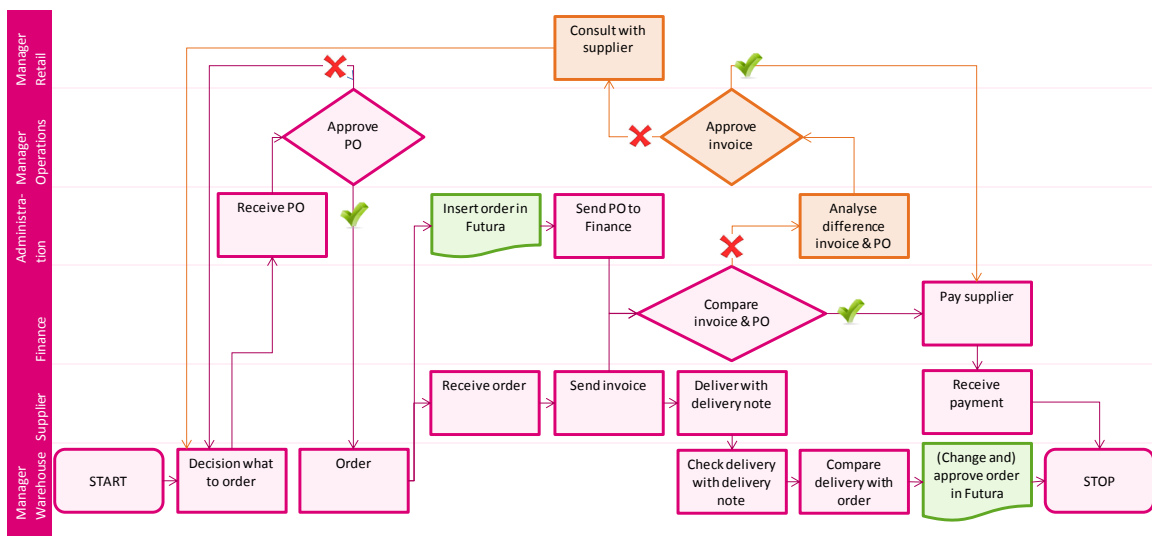 Manager
Retail
Consult with
supplier
Manager
Operations
Approve
PO
Approve
invoice
Administra-
tion
Receive PO
Insert order in
Futura
Send PO to
Finance
Analyse
difference
invoice & PO
Finance
Compare
invoice & PO
Pay supplier
Supplier
Receive order
Send invoice
Deliver with
delivery note
Receive
payment
Manager
Warehouse
START
Decision what
to order
Order
Check delivery
with delivery
note
Compare
delivery with
order
(Change and)
approve order
in Futura
STOP